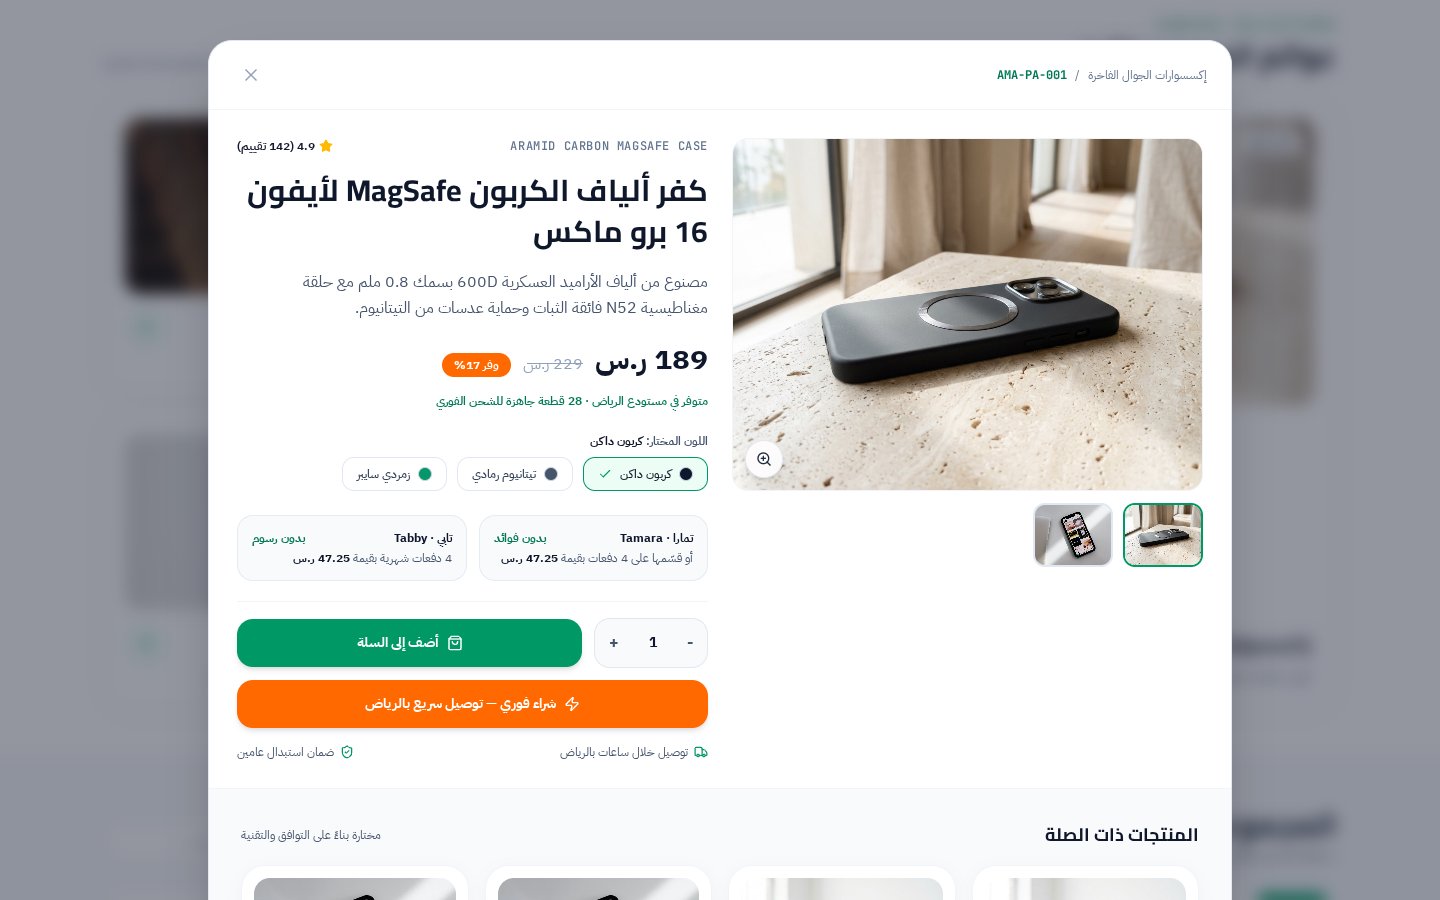 إكسسوارات الجوال الفاخرة / AMA-PA-001
ARAMID CARBON MAGSAFE CASE
4.9 (142 تقييم)
كفر ألياف الكربون MagSafe لأيفون
16 برو ماكس
مصنوع من ألياف الأراميد العسكرية 600D بسمك 0.8 ملم مع حلقة
مغناطيسية N52 فائقة الثبات وحماية عدسات من التيتانيوم.
189 ر.س 229 ر.س وفر 17%
متوفر في مستودع الرياض · 28 قطعة جاهزة للشحن الفوري
اللون المختار: كربون داكن
كربون داكن
تيتانيوم رمادي
زمردي سايبر
تمارا · Tamara بدون فوائد
أو قسّمها على 4 دفعات بقيمة 47.25 ر.س
تابي · Tabby بدون رسوم
4 دفعات شهرية بقيمة 47.25 ر.س
- 1 +
أضف إلى السلة
شراء فوري — توصيل سريع بالرياض
توصيل خلال ساعات بالرياض
ضمان استبدال عامين
المنتجات ذات الصلة
مختارة بناءً على التوافق والتقنية